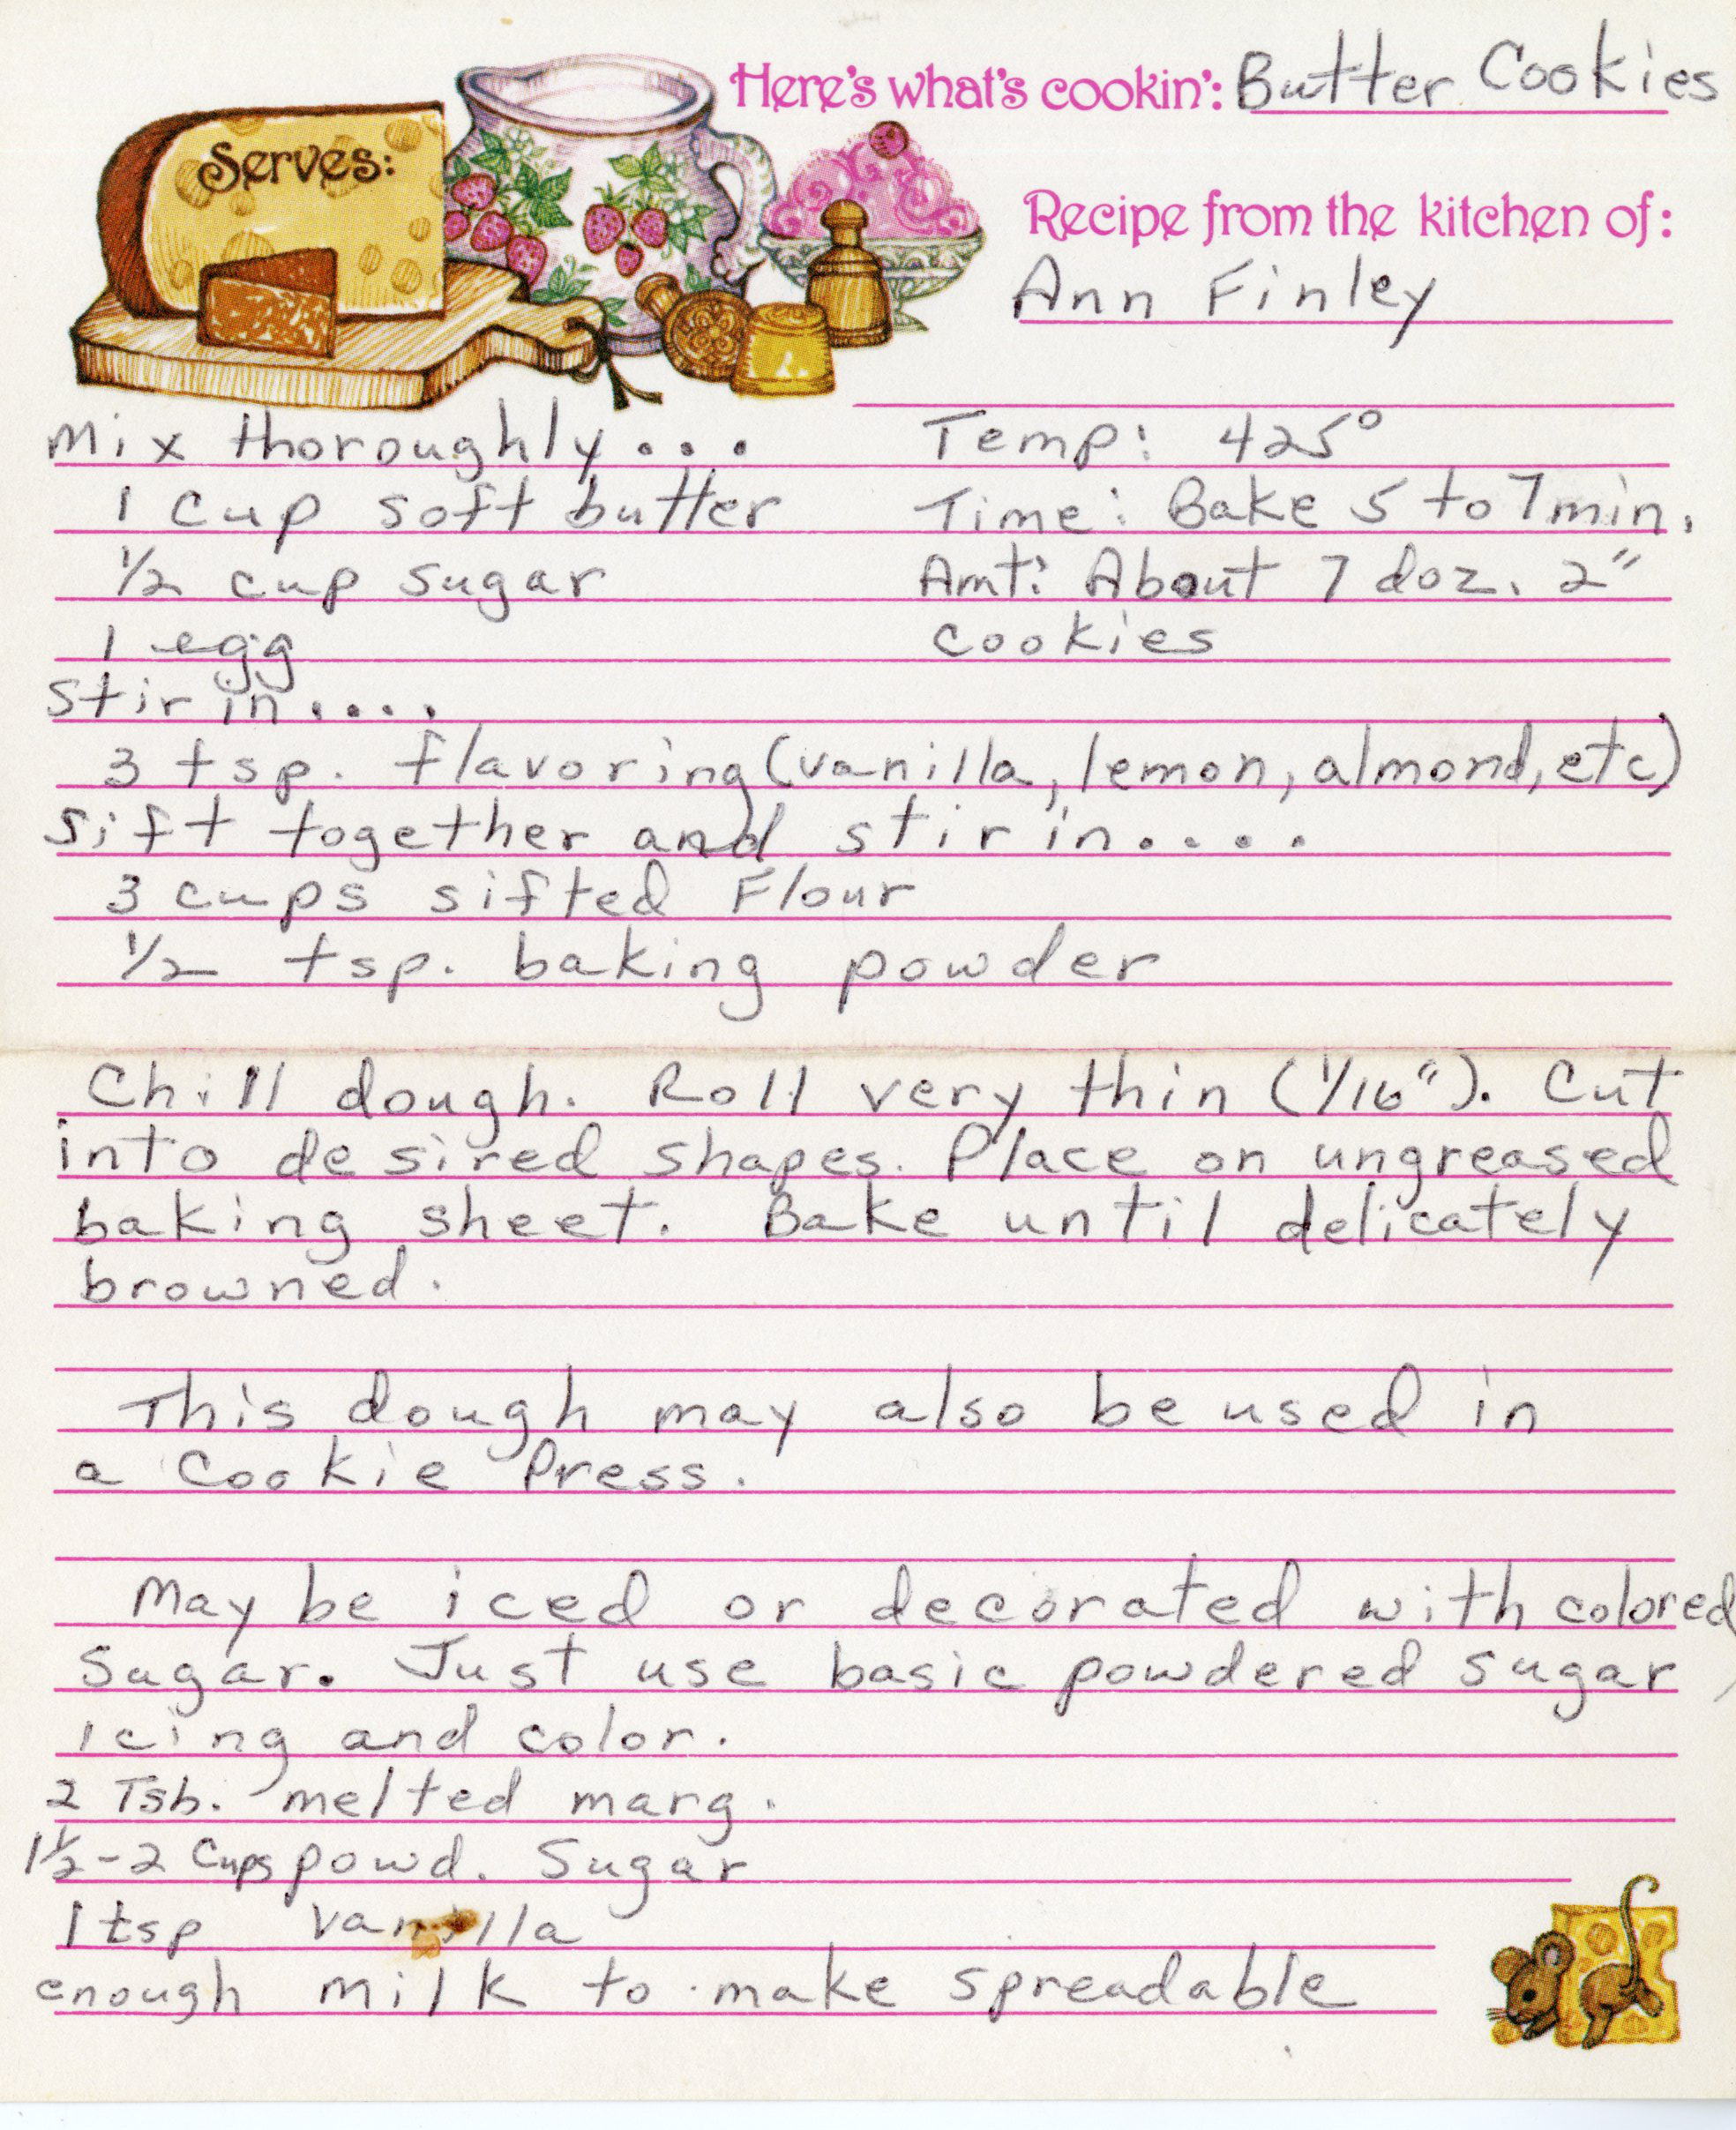 Here's what's cookin': Butter Cookies
Serves:
Recipe from the kitchen of:
Ann Finley
Mix thoroughly...
1 cup soft butter
1/2 cup sugar
1 egg
Temp: 425°
Time: Bake 5 to 7 min.
Amt: About 7 doz. 2"
cookies
Stir in....
3 tsp. flavoring (vanilla, lemon, almond, etc)
Sift together and stir in....
3 cups sifted Flour
1/2 tsp. baking powder
Chill dough. Roll very thin (1/16"). Cut
into desired shapes. Place on ungreased
baking sheet. Bake until delicately
browned.
This dough may also be used in
a Cookie Press.
May be iced or decorated with colored
Sugar. Just use basic powdered sugar,
icing and color.
2 Tsb. melted marg.
1 1/2-2 Cups powd. Sugar
1 tsp vanilla
enough milk to make spreadable